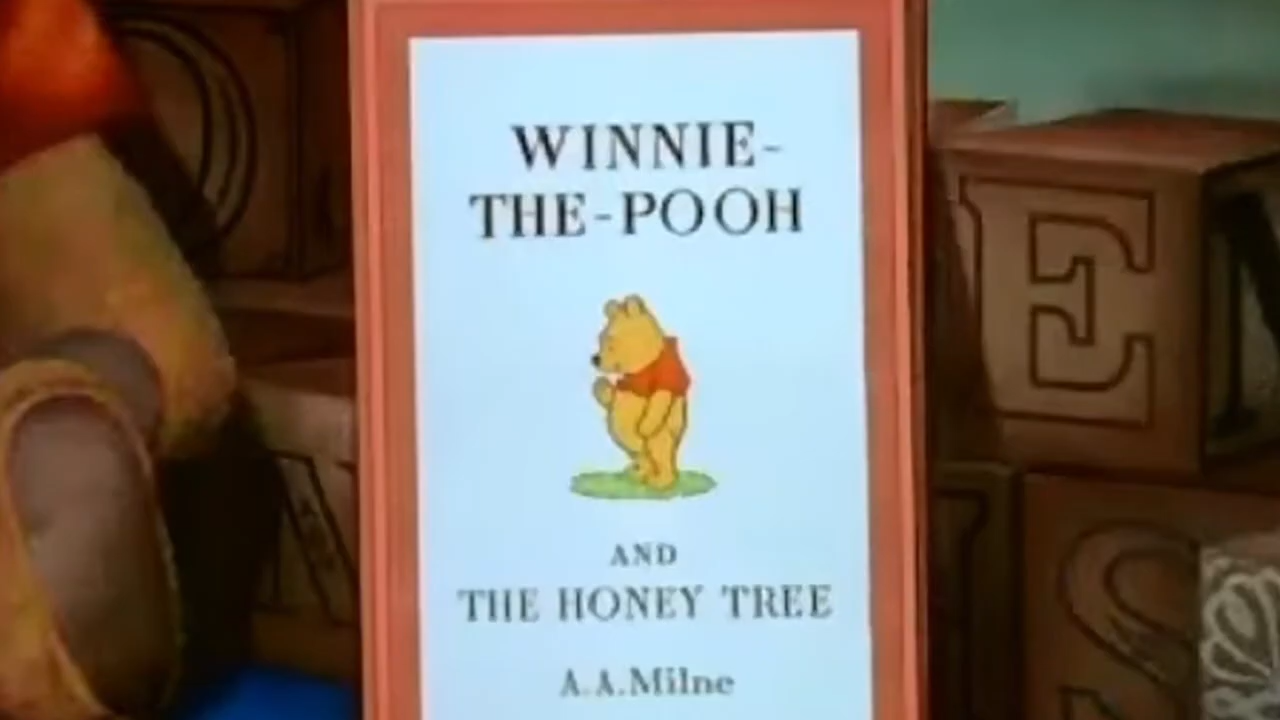 WINNIE-
THE-POOH
AND
THE HONEY TREE
A.A.Milne
E
S